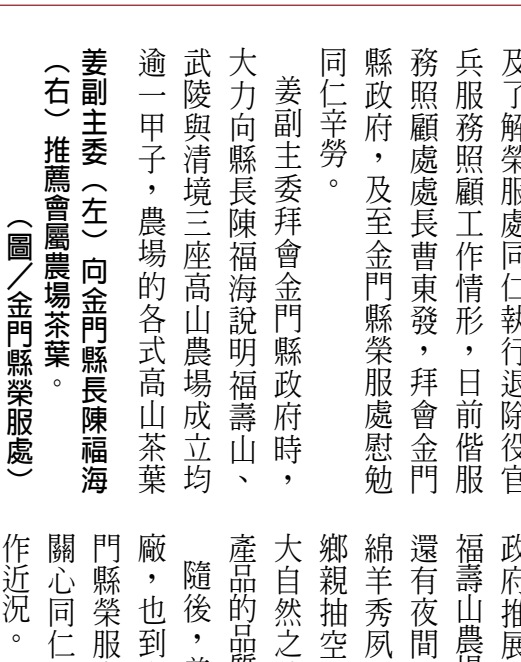 及了解榮服處同仁執行退除役官
兵服務照顧工作情形，日前偕服
務照顧處處長曹東發，拜會金門
縣政府，及至金門縣榮服處慰勉
同仁辛勞。
姜副主委拜會金門縣政府時，
大力向縣長陳福海說明福壽山、
武陵與清境三座高山農場成立均
逾一甲子，農場的各式高山茶葉
姜副主委（左）向金門縣長陳福海
（右）推薦會屬農場茶葉。
（圖／金門縣榮服處）
政府推展
福壽山農場
還有夜間
綿羊秀夙
鄉親抽空
大自然之
產品的品質
隨後，
廠，也到
門縣榮服
關心同仁
作近況。